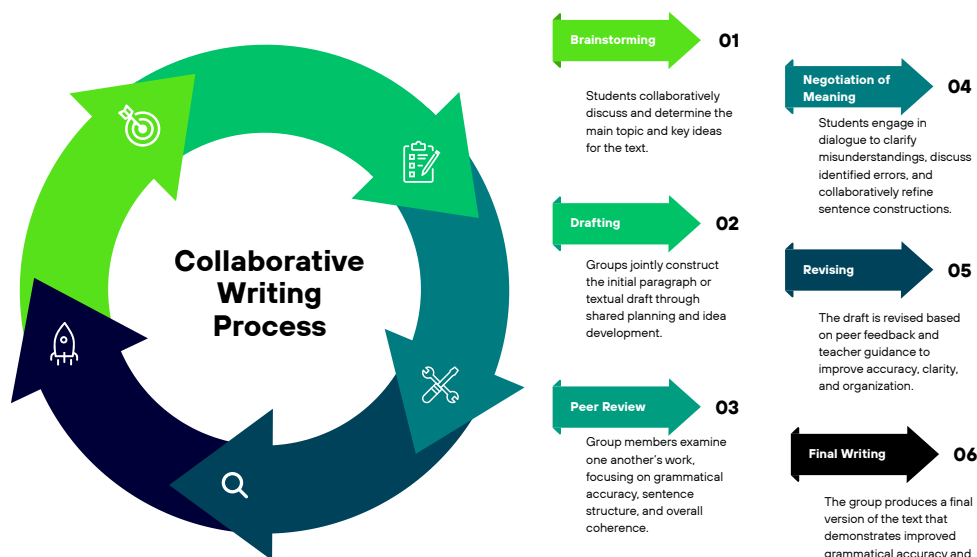 Collaborative
Writing
Process
Brainstorming
01
Students collaboratively
discuss and determine the
main topic and key ideas
for the text.
Drafting
02
Groups jointly construct
the initial paragraph or
textual draft through
shared planning and idea
development.
Peer Review
03
Group members examine
one another's work,
focusing on grammatical
accuracy, sentence
structure, and overall
coherence.
Negotiation of
Meaning
04
Students engage in
dialogue to clarify
misunderstandings, discuss
identified errors, and
collaboratively refine
sentence constructions.
Revising
05
The draft is revised based
on peer feedback and
teacher guidance to
improve accuracy, clarity,
and organization.
Final Writing
06
The group produces a final
version of the text that
demonstrates improved
grammatical accuracy and